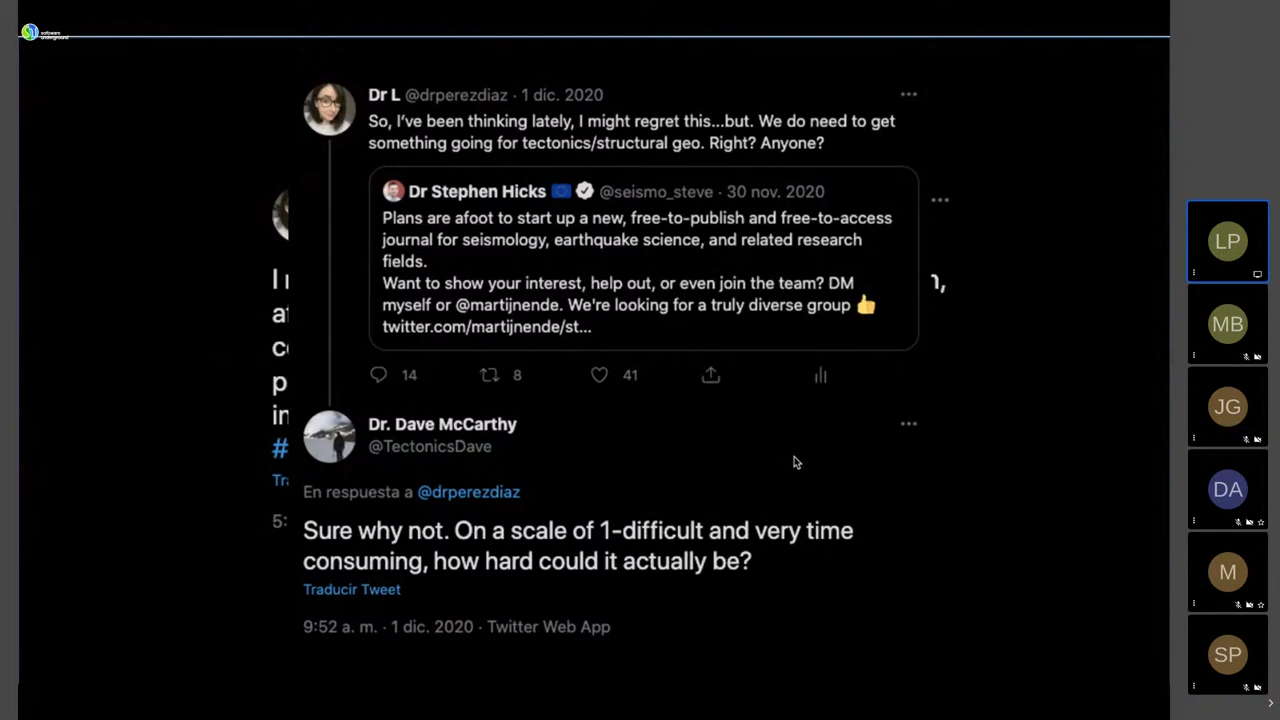 software
underground
Dr L @drperezdiaz · 1 dic. 2020
So, I've been thinking lately, I might regret this...but. We do need to get
something going for tectonics/structural geo. Right? Anyone?
Dr Stephen Hicks @seismo_steve · 30 nov. 2020
Plans are afoot to start up a new, free-to-publish and free-to-access
journal for seismology, earthquake science, and related research
fields.
Want to show your interest, help out, or even join the team? DM
myself or @martijnende. We're looking for a truly diverse group 👍
twitter.com/martijnende/st...
14 8 41
Dr. Dave McCarthy
@TectonicsDave
En respuesta a @drperezdiaz
Sure why not. On a scale of 1-difficult and very time
consuming, how hard could it actually be?
Traducir Tweet
9:52 a. m. · 1 dic. 2020 · Twitter Web App
LP
MB
JG
DA
M
SP